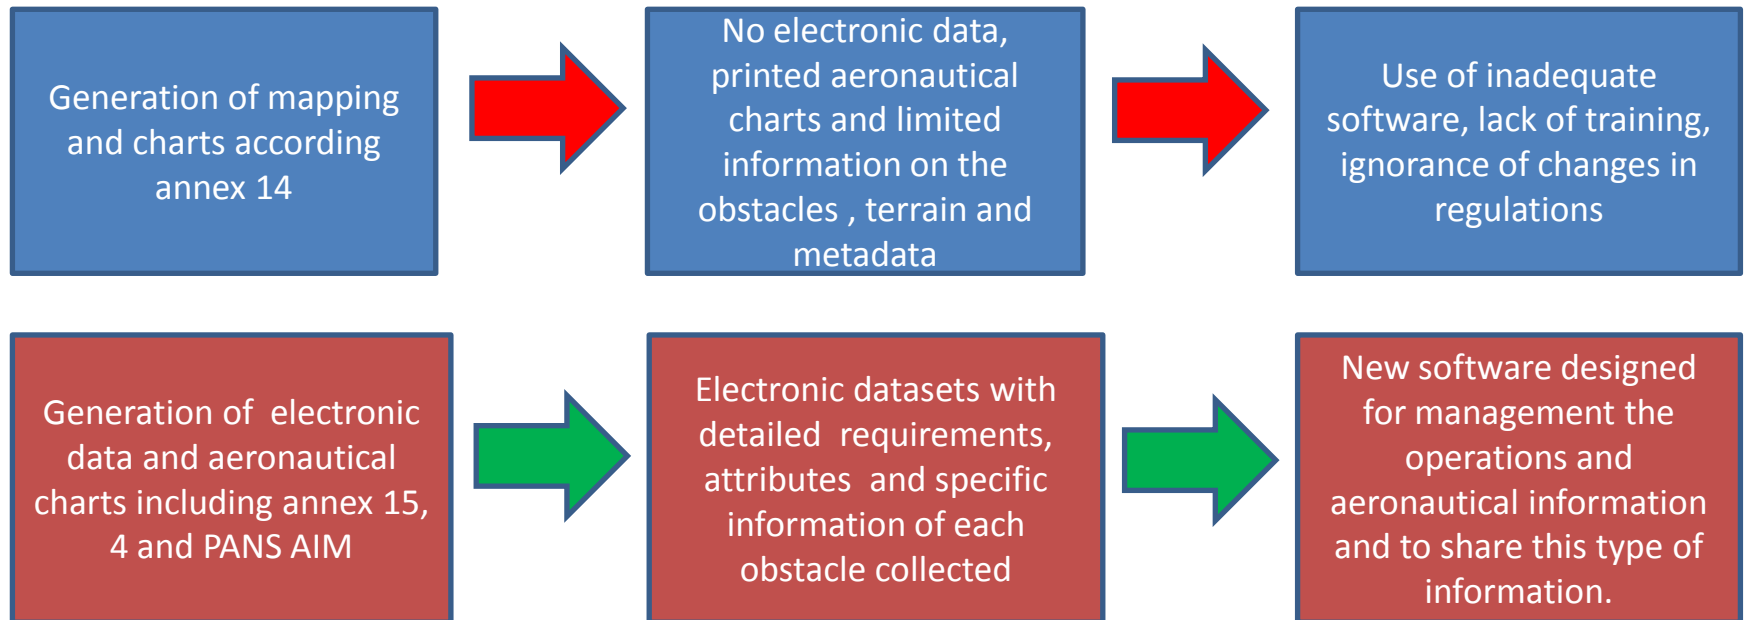 Generation of mapping
and charts according
annex 14
No electronic data,
printed aeronautical
charts and limited
information on the
obstacles , terrain and
metadata
Use of inadequate
software, lack of training,
ignorance of changes in
regulations
Generation of  electronic
data and aeronautical
charts including annex 15,
4 and PANS AIM
Electronic datasets with
detailed  requirements,
attributes  and specific
information of each
obstacle collected
New software designed
for management the
operations and
aeronautical information
and to share this type of
information.